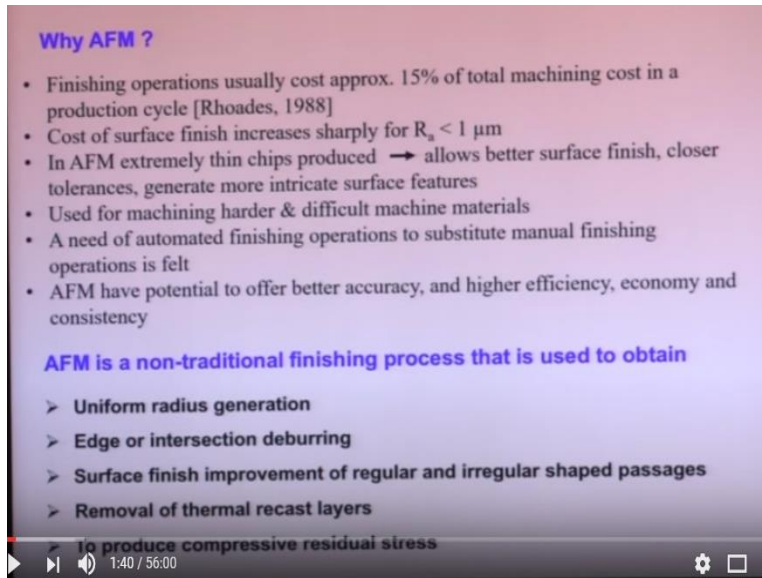 Why AFM ?
• Finishing operations usually cost approx. 15% of total machining cost in a
production cycle [Rhoades, 1988]
• Cost of surface finish increases sharply for Ra < 1 μm
• In AFM extremely thin chips produced → allows better surface finish, closer
tolerances, generate more intricate surface features
• Used for machining harder & difficult machine materials
• A need of automated finishing operations to substitute manual finishing
operations is felt
• AFM have potential to offer better accuracy, and higher efficiency, economy and
consistency
AFM is a non-traditional finishing process that is used to obtain
➢ Uniform radius generation
➢ Edge or intersection deburring
➢ Surface finish improvement of regular and irregular shaped passages
➢ Removal of thermal recast layers
➢ To produce compressive residual stress
1:40 / 56:00